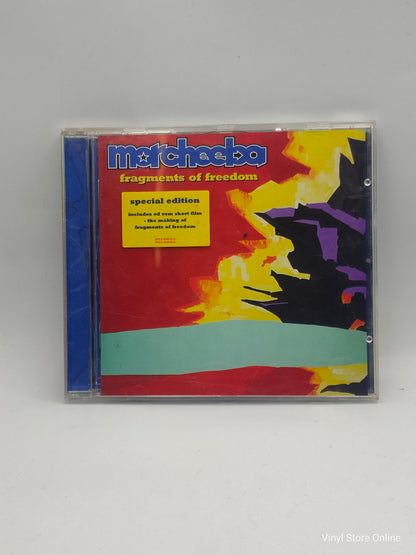 morcheeba
fragments of freedom
special edition
includes cd rom short film
- the making of
fragments of freedom
Vinyl Store Online